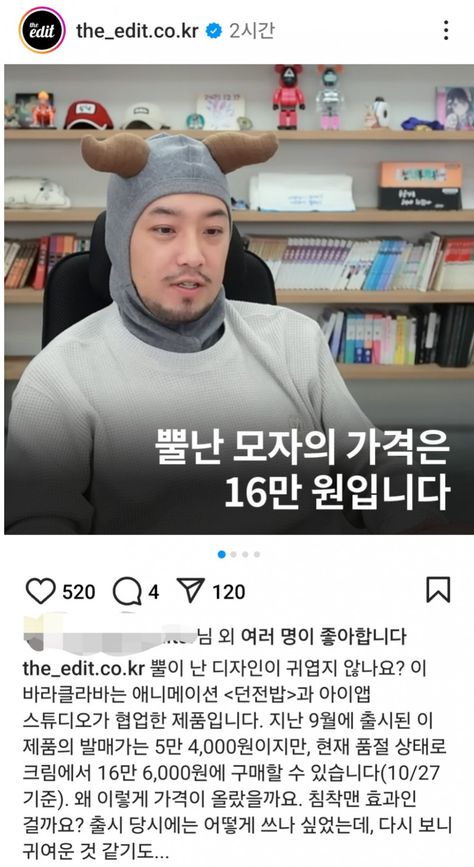 the edit
the_edit.co.kr 2시간
뿔난 모자의 가격은
16만 원입니다
520 4 120
님 외 여러 명이 좋아합니다
the_edit.co.kr 뿔이 난 디자인이 귀엽지 않나요? 이
바라클라바는 애니메이션 <던전밥>과 아이앱
스튜디오가 협업한 제품입니다. 지난 9월에 출시된 이
제품의 발매가는 5만 4,000원이지만, 현재 품절 상태로
크림에서 16만 6,000원에 구매할 수 있습니다(10/27
기준). 왜 이렇게 가격이 올랐을까요. 침착맨 효과인
걸까요? 출시 당시에는 어떻게 쓰나 싶었는데, 다시 보니
귀여운 것 같기도...